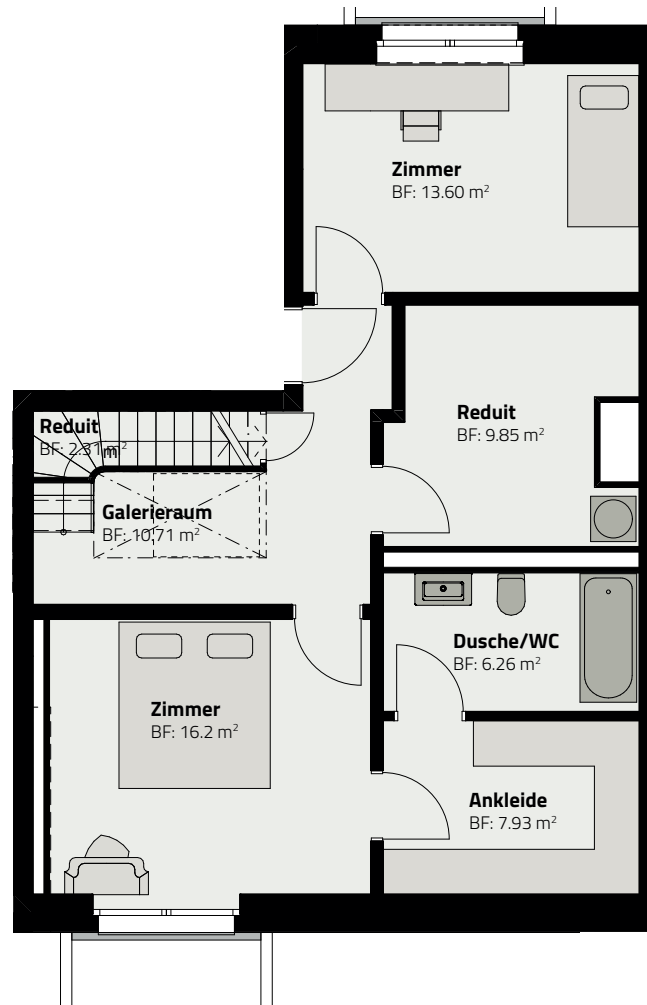 Zimmer
BF: 13.60 m²
Reduit
BF: 2.31 m²
Reduit
BF: 9.85 m²
Galerieraum
BF: 10.71 m²
Dusche/WC
BF: 6.26 m²
Zimmer
BF: 16.2 m²
Ankleide
BF: 7.93 m²